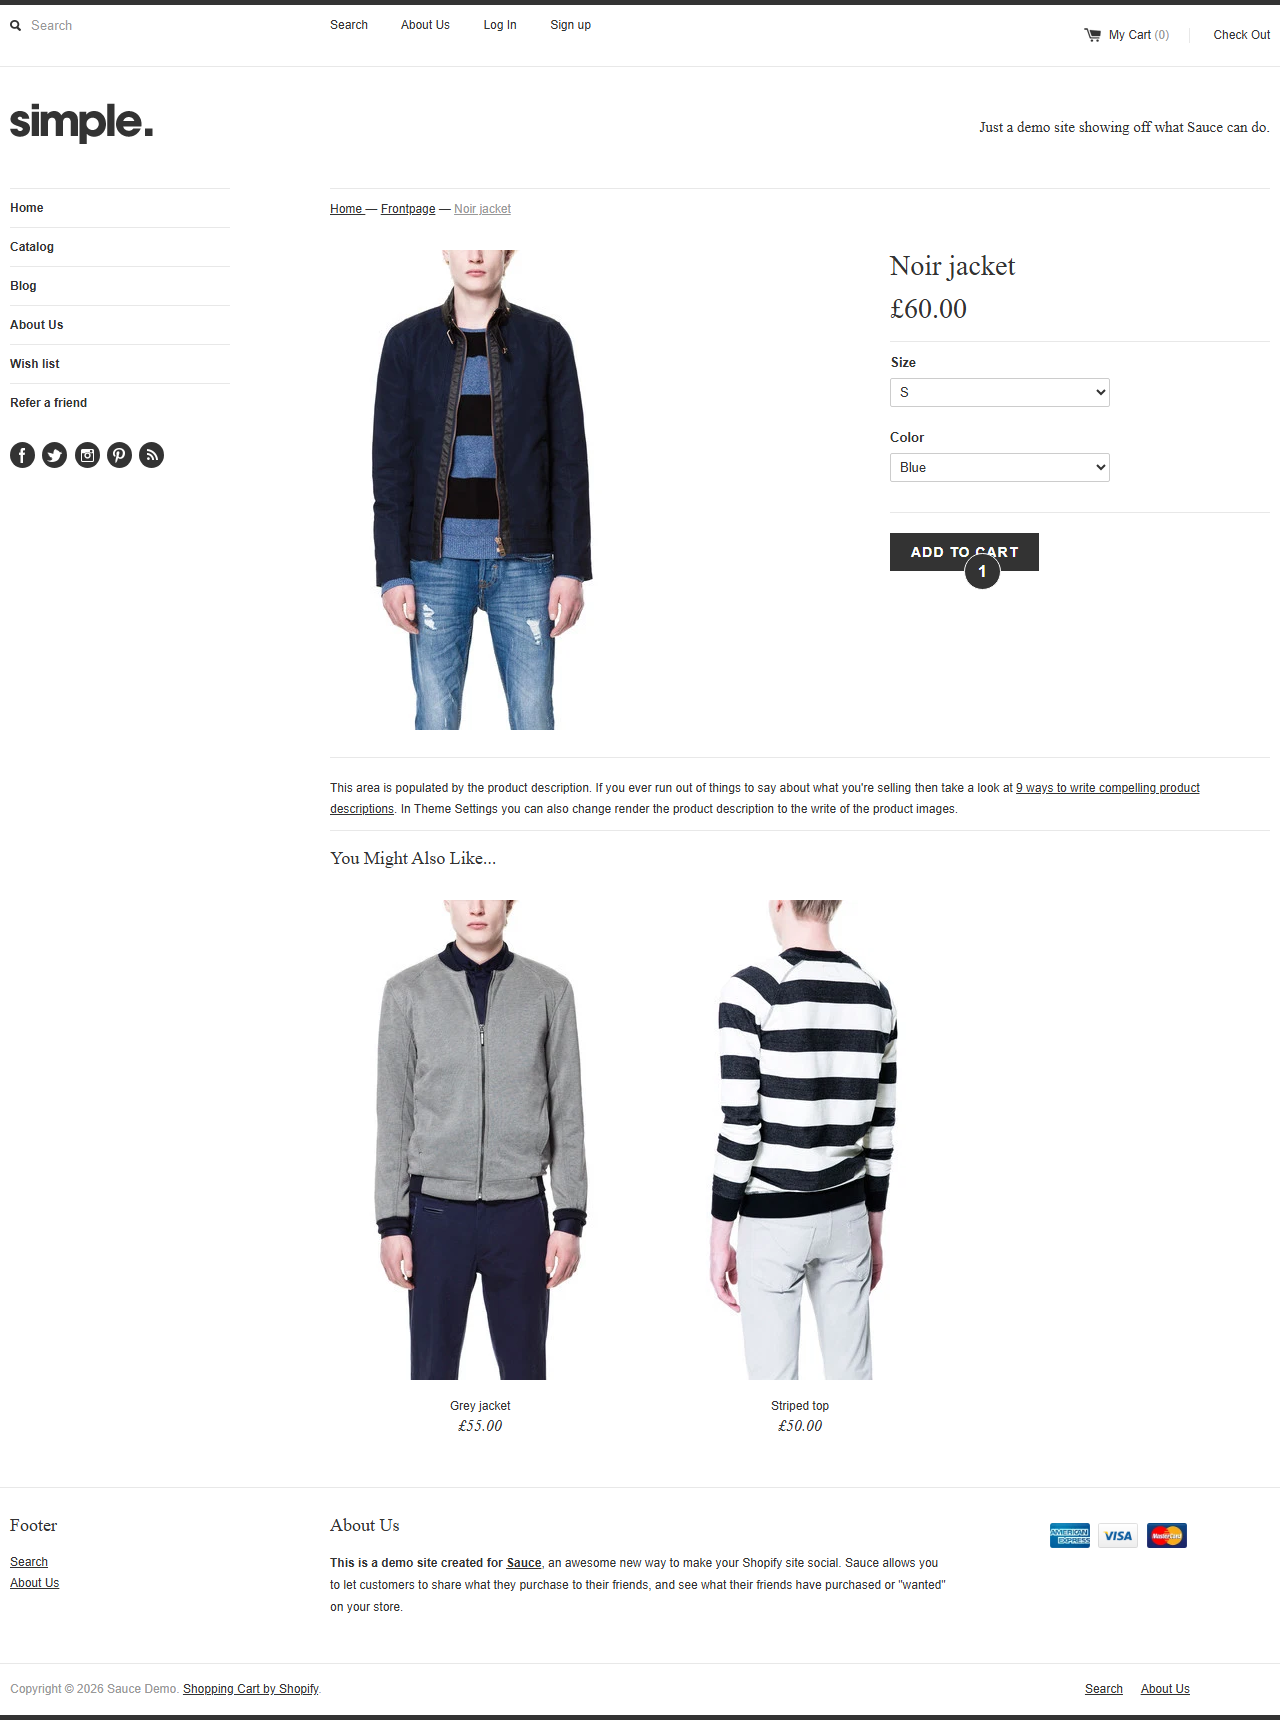 Search
Search About Us Log In Sign up
My Cart (0) Check Out
simple.
Just a demo site showing off what Sauce can do.
Home
Catalog
Blog
About Us
Wish list
Refer a friend
Home — Frontpage — Noir jacket
Noir jacket
£60.00
Size
S
Color
Blue
ADD TO CART
1
This area is populated by the product description. If you ever run out of things to say about what you're selling then take a look at 9 ways to write compelling product
descriptions. In Theme Settings you can also change render the product description to the write of the product images.
You Might Also Like...
Grey jacket
£55.00
Striped top
£50.00
Footer
Search
About Us
About Us
This is a demo site created for Sauce, an awesome new way to make your Shopify site social. Sauce allows you
to let customers to share what they purchase to their friends, and see what their friends have purchased or "wanted"
on your store.
AMERICAN EXPRESS
VISA
MasterCard
Copyright © 2026 Sauce Demo. Shopping Cart by Shopify.
Search About Us